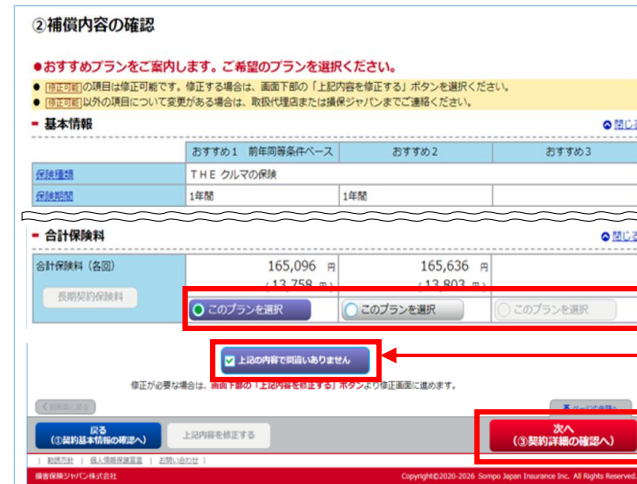 ②補償内容の確認
●おすすめプランをご案内します。ご希望のプランを選択ください。
● 修正可能の項目は修正可能です。修正する場合は、画面下部の「上記内容を修正する」ボタンを選択ください。
● 修正可能以外の項目について変更がある場合は、取扱代理店または損保ジャパンまでご連絡ください。
基本情報 閉じる
おすすめ1 前年同等条件ベース おすすめ2 おすすめ3
保険種類 THE クルマの保険
保険期間 1年間 1年間
合計保険料 閉じる
合計保険料（各回） 165,096 円 165,636 円
(13,758 円) (13,803 円)
長期契約保険料
このプランを選択 このプランを選択 このプランを選択
上記の内容で間違いありません
修正が必要な場合は、画面下部の「上記内容を修正する」ボタンより修正画面に進めます。
戻る
(①契約基本情報の確認へ)
上記内容を修正する
次へ
(③契約詳細の確認へ)
| 勧誘方針 | 個人情報保護宣言 | お問い合わせ |
損害保険ジャパン株式会社 Copyright©2020-2026 Sompo Japan Insurance Inc. All Rights Reserved.